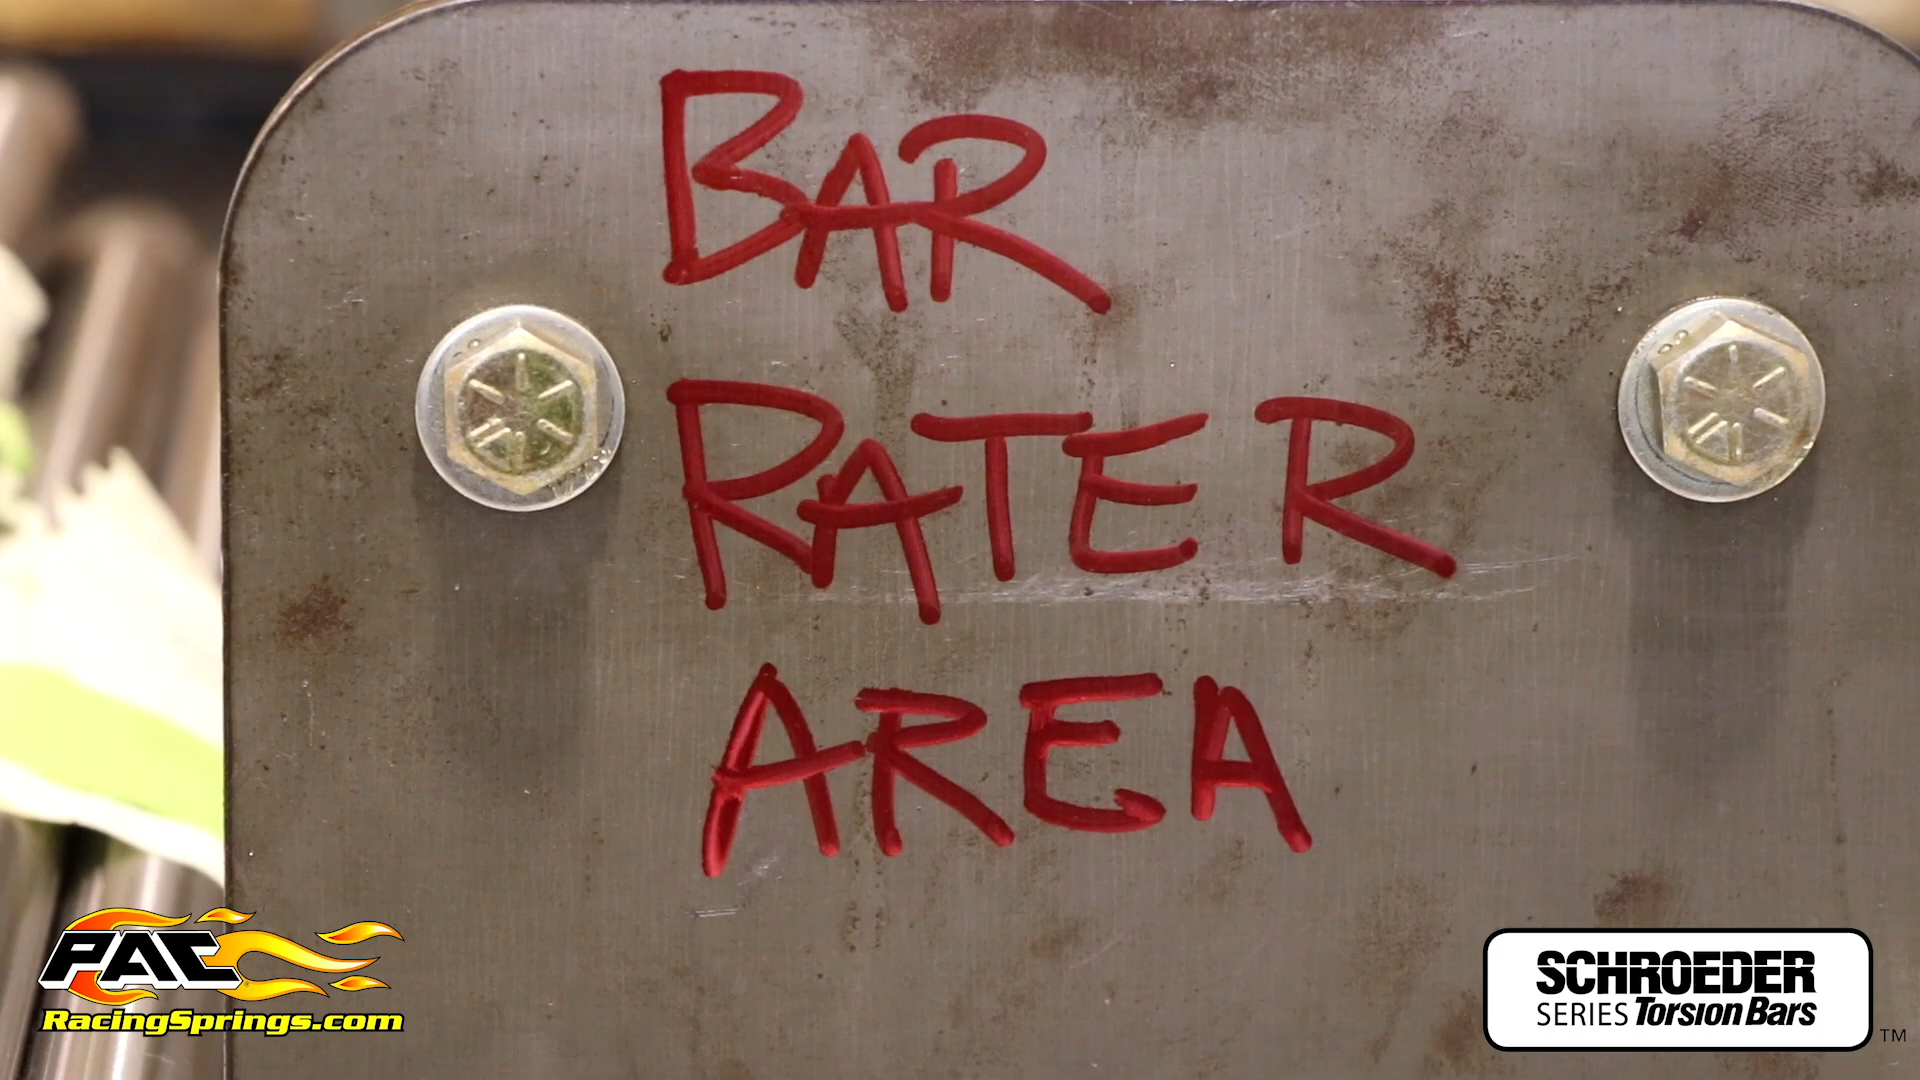 BAR
RATER
AREA
PAC
RacingSprings.com
SCHROEDER
SERIES Torsion Bars
TM